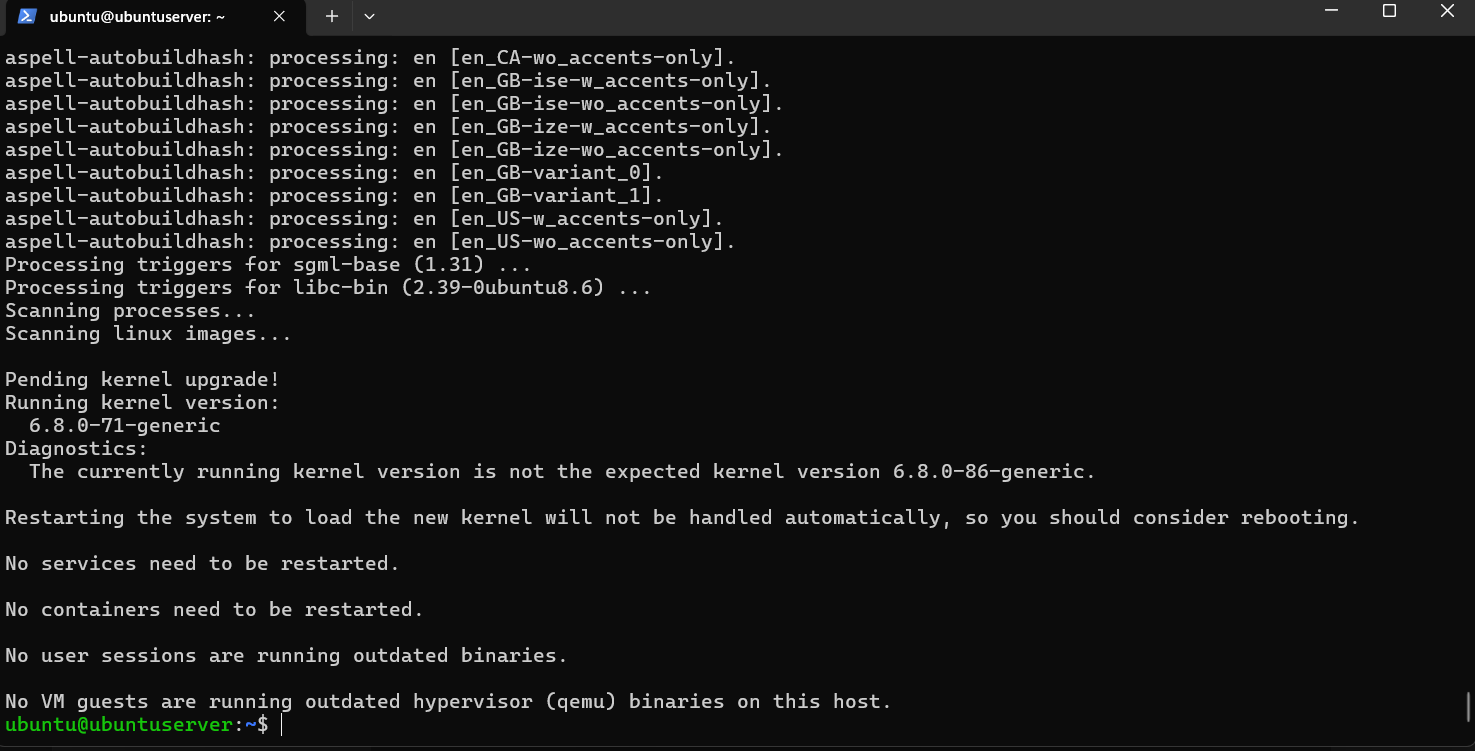 ubuntu@ubuntuserver: ~
aspell-autobuildhash: processing: en [en_CA-wo_accents-only].
aspell-autobuildhash: processing: en [en_GB-ise-w_accents-only].
aspell-autobuildhash: processing: en [en_GB-ise-wo_accents-only].
aspell-autobuildhash: processing: en [en_GB-ize-w_accents-only].
aspell-autobuildhash: processing: en [en_GB-ize-wo_accents-only].
aspell-autobuildhash: processing: en [en_GB-variant_0].
aspell-autobuildhash: processing: en [en_GB-variant_1].
aspell-autobuildhash: processing: en [en_US-w_accents-only].
aspell-autobuildhash: processing: en [en_US-wo_accents-only].
Processing triggers for sgml-base (1.31) ...
Processing triggers for libc-bin (2.39-0ubuntu8.6) ...
Scanning processes...
Scanning linux images...
Pending kernel upgrade!
Running kernel version:
  6.8.0-71-generic
Diagnostics:
  The currently running kernel version is not the expected kernel version 6.8.0-86-generic.
Restarting the system to load the new kernel will not be handled automatically, so you should consider rebooting.
No services need to be restarted.
No containers need to be restarted.
No user sessions are running outdated binaries.
No VM guests are running outdated hypervisor (qemu) binaries on this host.
ubuntu@ubuntuserver:~$